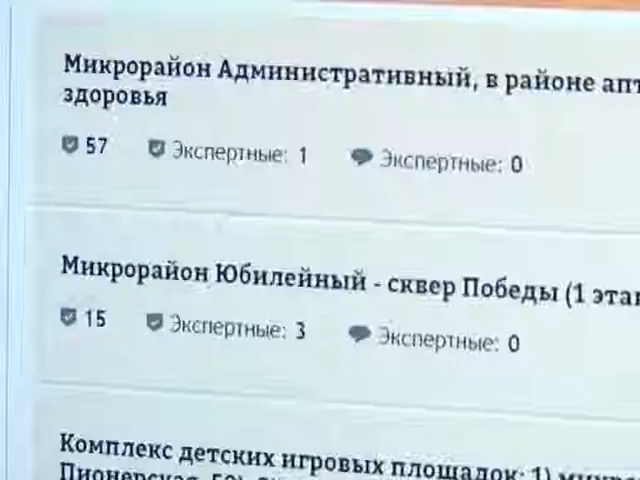 Микрорайон Административный, в районе апт
здоровья
57 Экспертные: 1 Экспертные: 0
Микрорайон Юбилейный - сквер Победы (1 этап
15 Экспертные: 3 Экспертные: 0
Комплекс детских игровых площадок: 1)
Пионерская,